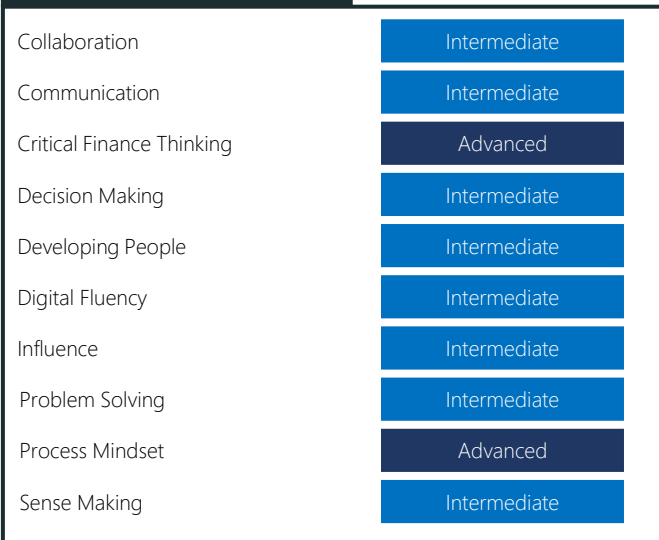 Collaboration Intermediate
Communication Intermediate
Critical Finance Thinking Advanced
Decision Making Intermediate
Developing People Intermediate
Digital Fluency Intermediate
Influence Intermediate
Problem Solving Intermediate
Process Mindset Advanced
Sense Making Intermediate